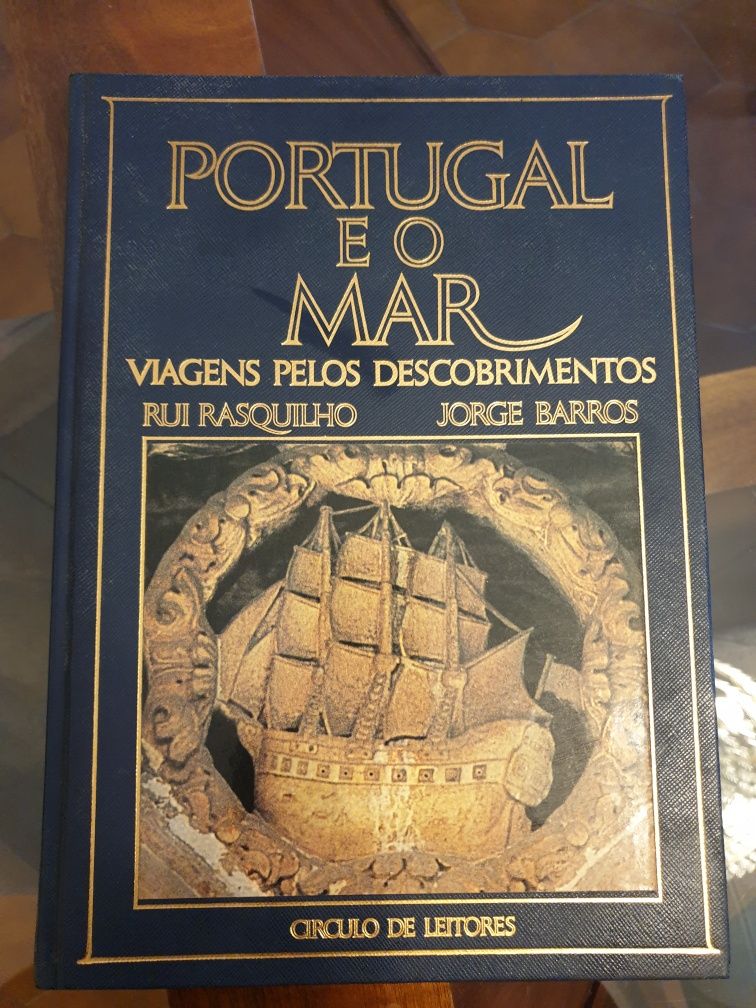 PORTUGAL
E O
MAR
VIAGENS PELOS DESCOBRIMENTOS
RUI RASQUILHO JORGE BARROS
CIRCULO DE LEITORES